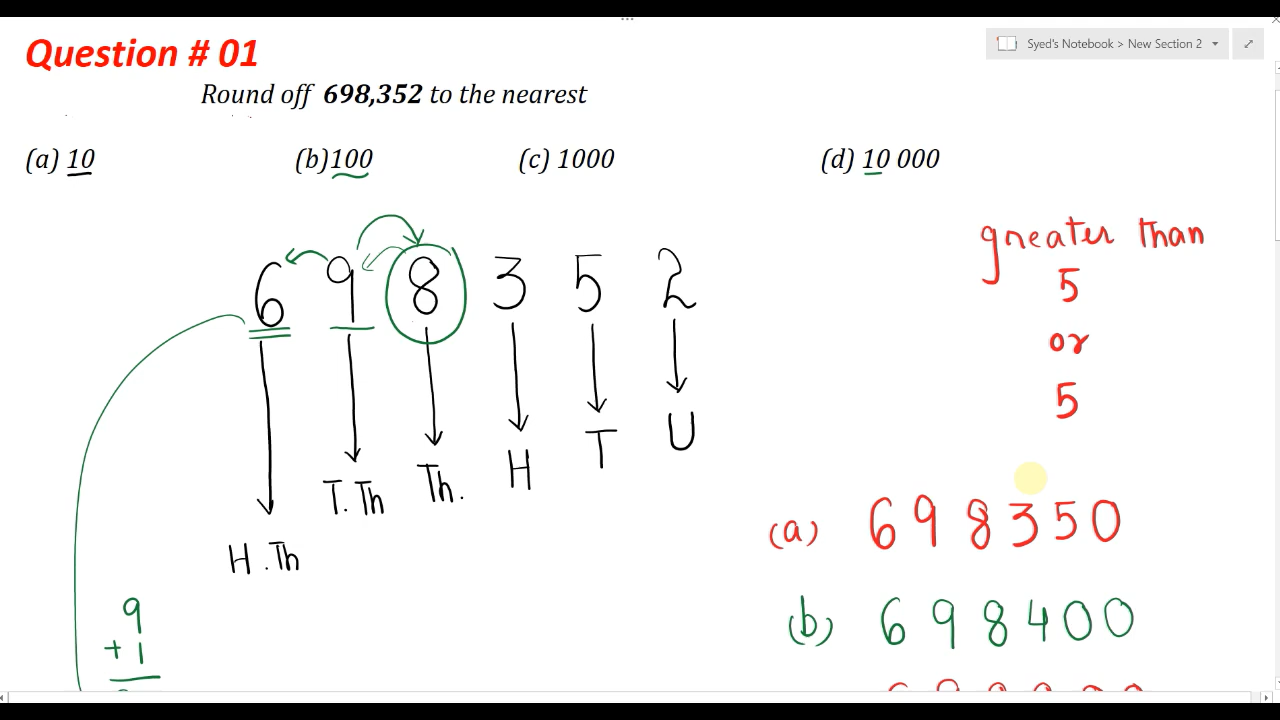 Question # 01
Syed's Notebook > New Section 2
Round off 698,352 to the nearest
(a) 10 (b)100 (c) 1000 (d) 10 000
greater than
5
or
5
6 9 8 3 5 2
H.Th T.Th Th. H T U
(a) 698350
(b) 698400
9
+ 1